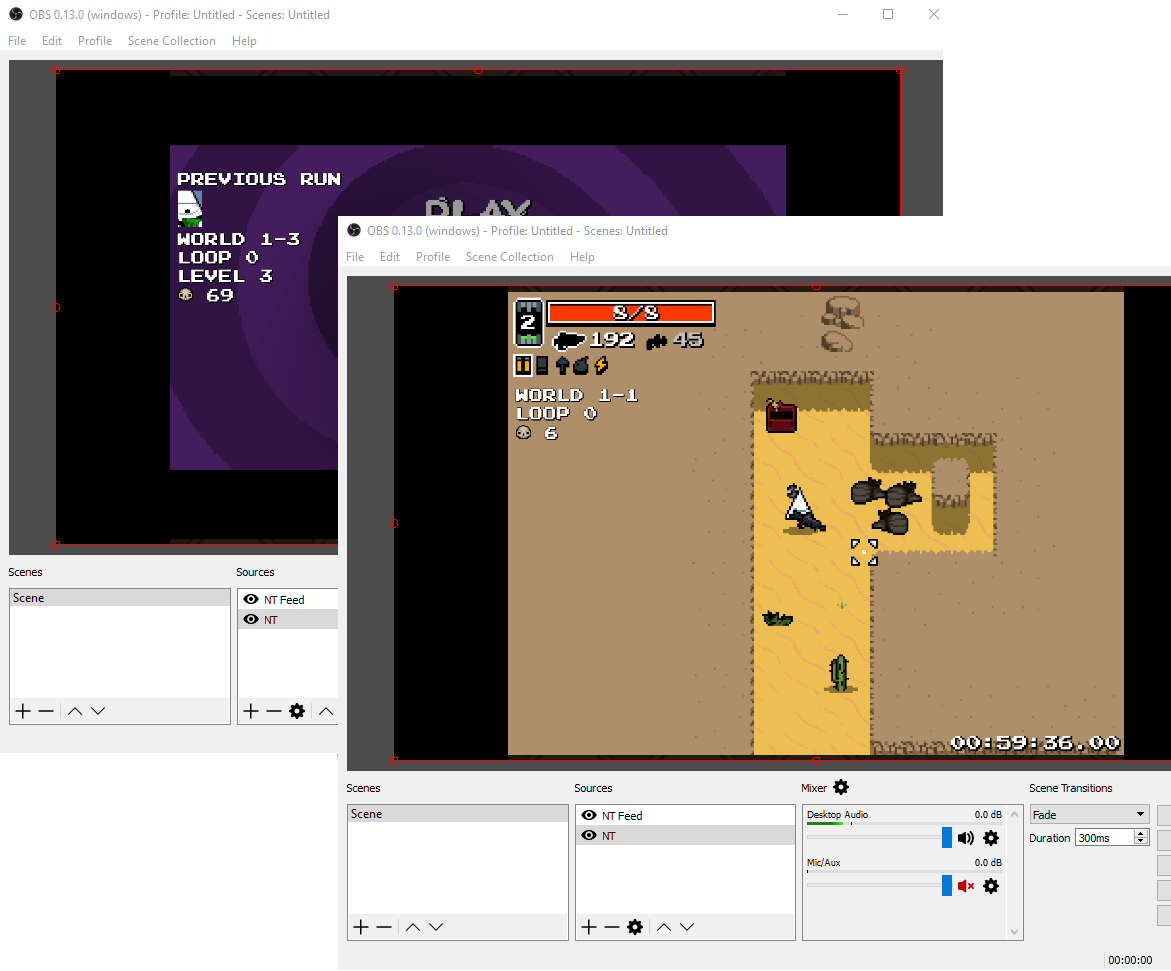 OBS 0.13.0 (windows) - Profile: Untitled - Scenes: Untitled
File Edit Profile Scene Collection Help
PREVIOUS RUN
PLAY
WORLD 1-3
LOOP 0
LEVEL 3
69
Scenes
Sources
Scene
NT Feed
NT
OBS 0.13.0 (windows) - Profile: Untitled - Scenes: Untitled
File Edit Profile Scene Collection Help
2
8/8
192 45
WORLD 1-1
LOOP 0
6
00:59:36.00
Scenes
Sources
Mixer
Scene Transitions
Scene
NT Feed
NT
Desktop Audio 0.0 dB
Mic/Aux 0.0 dB
Fade
Duration 300ms
00:00:00